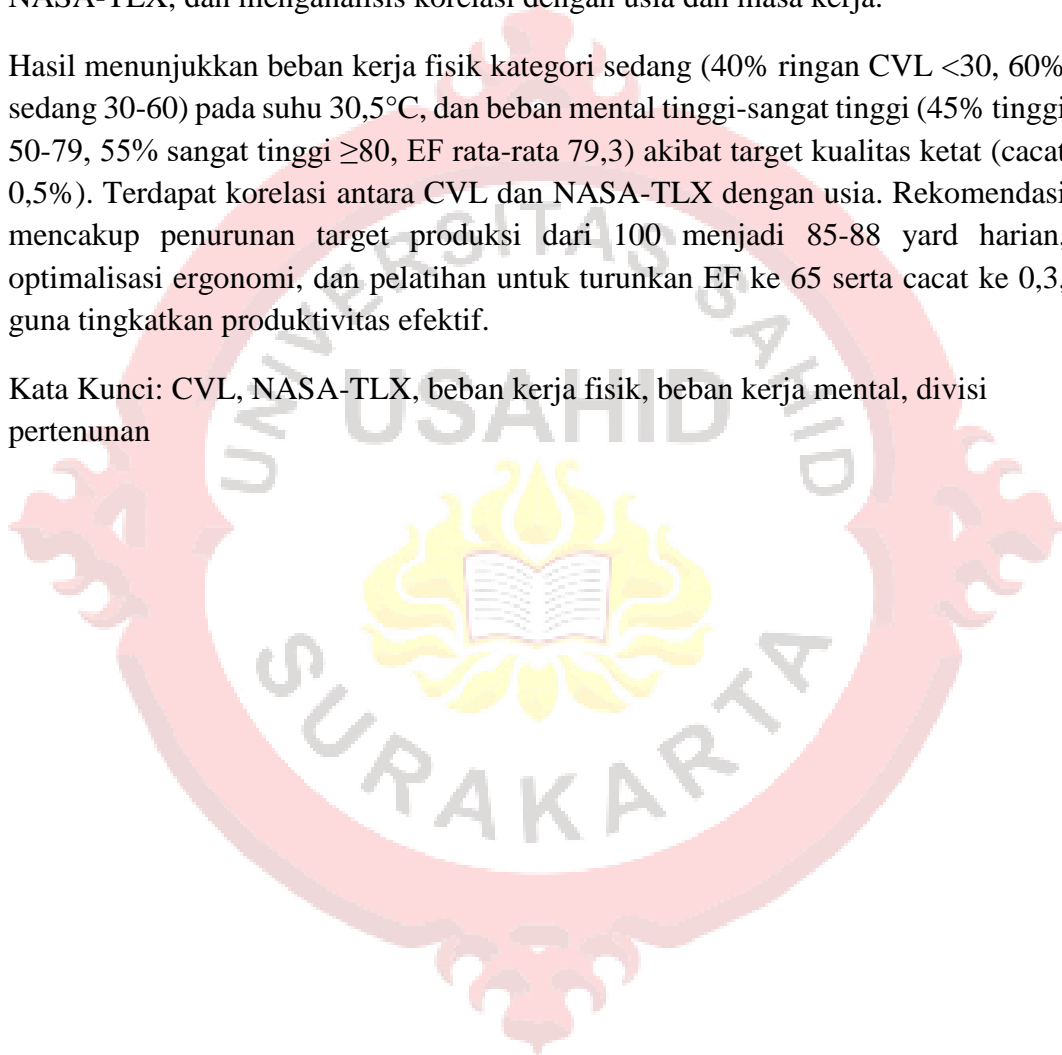 NASA-TLX, dan menganalisis korelasi dengan usia dan masa kerja.
Hasil menunjukkan beban kerja fisik kategori sedang (40% ringan CVL <30, 60%
sedang 30-60) pada suhu 30,5°C, dan beban mental tinggi-sangat tinggi (45% tinggi
50-79, 55% sangat tinggi ≥80, EF rata-rata 79,3) akibat target kualitas ketat (cacat
0,5%). Terdapat korelasi antara CVL dan NASA-TLX dengan usia. Rekomendasi
mencakup penurunan target produksi dari 100 menjadi 85-88 yard harian,
optimalisasi ergonomi, dan pelatihan untuk turunkan EF ke 65 serta cacat ke 0,3,
guna tingkatkan produktivitas efektif.
Kata Kunci: CVL, NASA-TLX, beban kerja fisik, beban kerja mental, divisi
pertenunan
UNIVERSITAS SAHID
USAHID
SURAKARTA